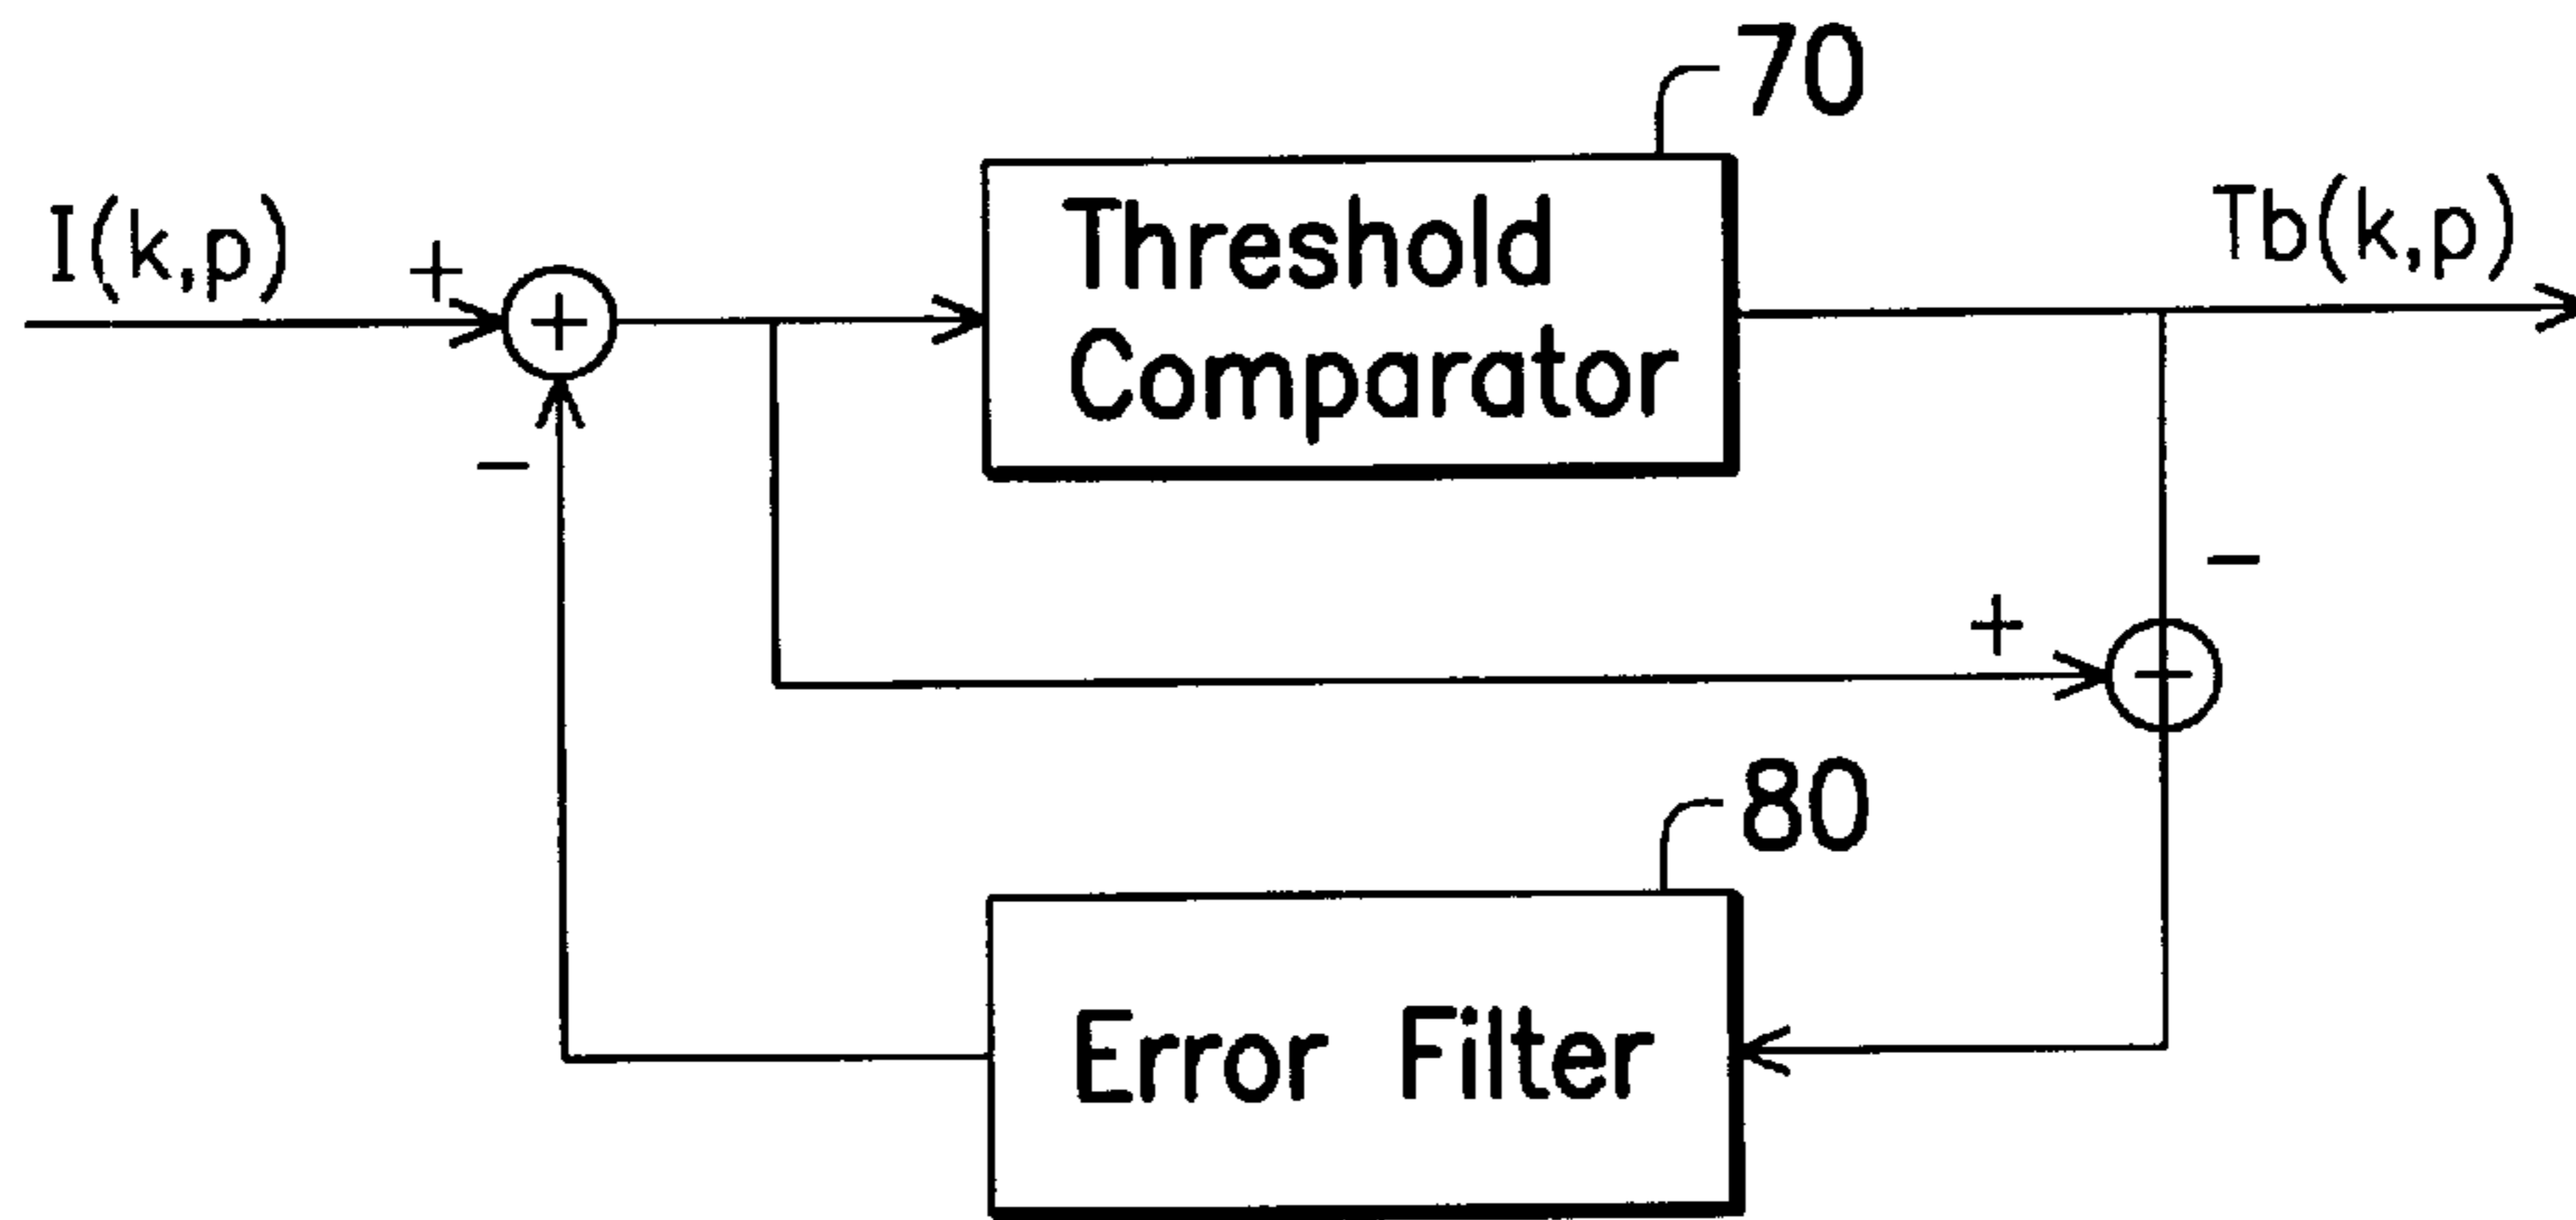 70
I(k,p)
+
+
Threshold
Comparator
Tb(k,p)
-
-
+
+
80
Error Filter